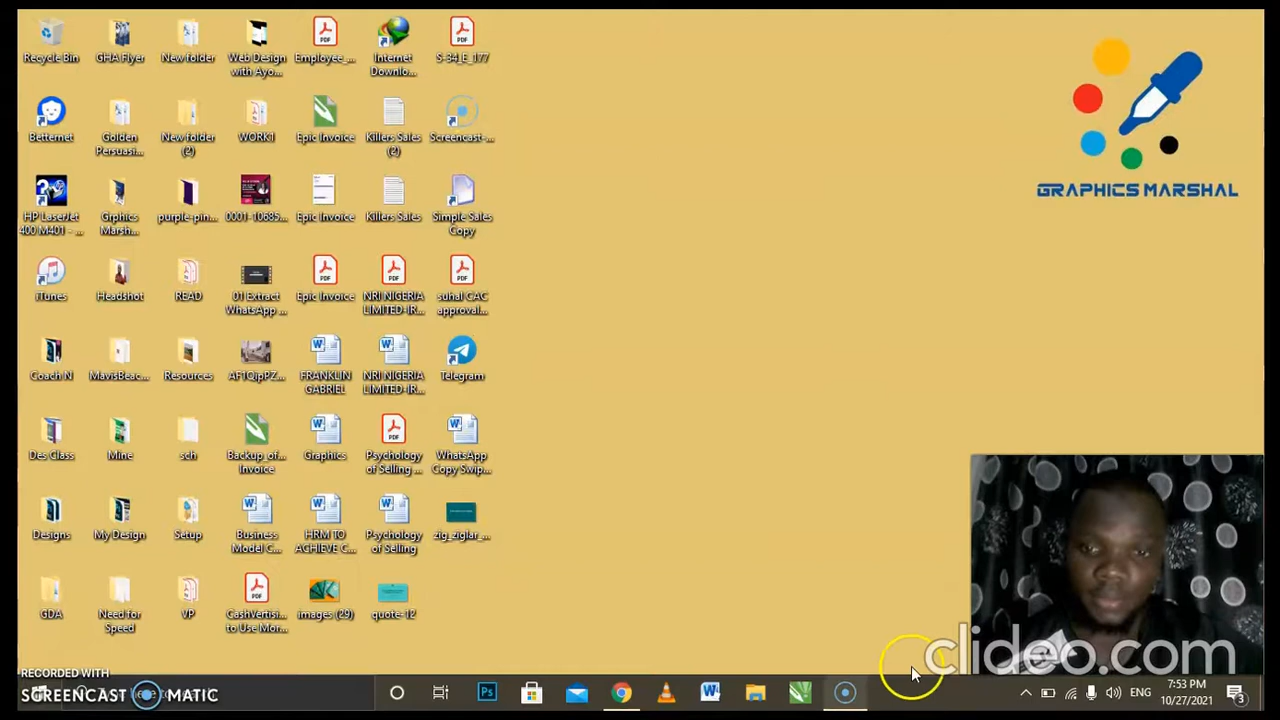 Recycle Bin
GHA Flyer
New folder
Web Design
with Ayo...
Employee_...
Internet
Downlo...
S-34_E_177
Betternet
Golden
Persuasi...
New folder
(2)
WORK1
Epic Invoice
Killers Sales
(2)
Screencast-...
HP LaserJet
400 M401 - ...
Grphics
Marsh...
purple-pin...
0001-10685...
Epic Invoice
Killers Sales
Simple Sales
Copy
GRAPHICS MARSHAL
iTunes
Headshot
READ
01 Extract
WhatsApp ...
Epic Invoice
NRI NIGERIA
LIMITED-IR...
suhal CAC
approval...
Coach N
MavisBeac...
Resources
AF1QipPZ...
FRANKLIN
GABRIEL
NRI NIGERIA
LIMITED-IR...
Telegram
Des Class
Mine
sch
Backup_of...
Invoice
Graphics
Psychology
of Selling ...
WhatsApp
Copy Swip...
Designs
My Design
Setup
Business
Model C...
HRM TO
ACHIEVE C...
Psychology
of Selling
zig_ziglar_...
GDA
Need for
Speed
VP
CashVertisi...
to Use Mor...
images (29)
quote-12
clideo.com
RECORDED WITH
SCREENCAST MATIC
ENG
7:53 PM
10/27/2021